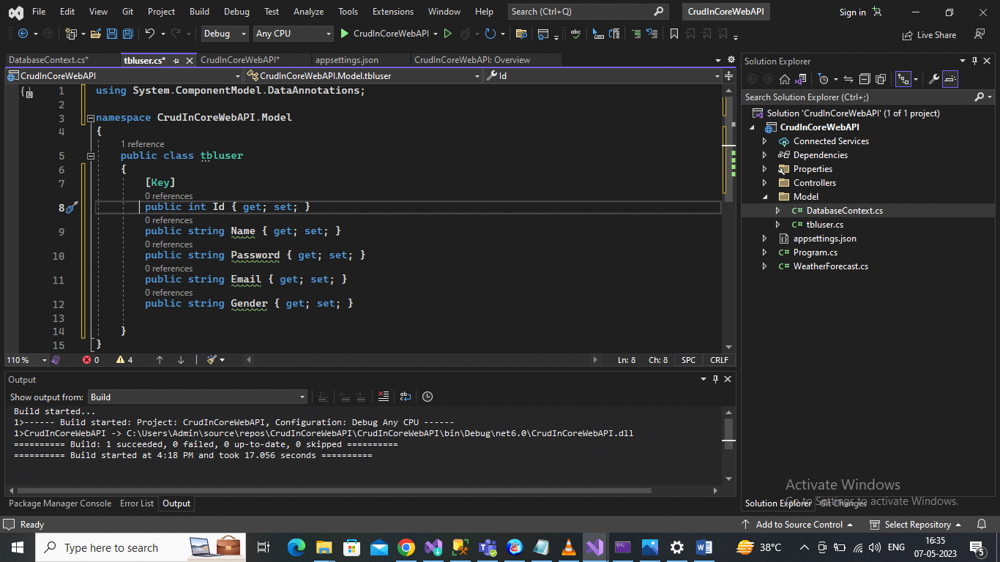 File Edit View Git Project Build Debug Test Analyze Tools Extensions Window Help Search (Ctrl+Q) CrudInCoreWebAPI Sign in
Debug Any CPU CrudInCoreWebAPI Live Share
DatabaseContext.cs* tbluser.cs* CrudInCoreWebAPI* appsettings.json CrudInCoreWebAPI: Overview
CrudInCoreWebAPI CrudInCoreWebAPI.Model.tbluser Id
1 using System.ComponentModel.DataAnnotations;
2
3 namespace CrudInCoreWebAPI.Model
4 {
1 reference
5 public class tbluser
6 {
7 [Key]
0 references
8 public int Id { get; set; }
0 references
9 public string Name { get; set; }
0 references
10 public string Password { get; set; }
0 references
11 public string Email { get; set; }
0 references
12 public string Gender { get; set; }
13
14 }
15 }
110 % 0 4 Ln: 8 Ch: 8 SPC CRLF
Output
Show output from: Build
Build started...
1>------ Build started: Project: CrudInCoreWebAPI, Configuration: Debug Any CPU ------
1>CrudInCoreWebAPI -> C:\Users\Admin\source\repos\CrudInCoreWebAPI\CrudInCoreWebAPI\bin\Debug\net6.0\CrudInCoreWebAPI.dll
========== Build: 1 succeeded, 0 failed, 0 up-to-date, 0 skipped ==========
========== Build started at 4:18 PM and took 17.056 seconds ==========
Package Manager Console Error List Output
Solution Explorer
Search Solution Explorer (Ctrl+;)
Solution 'CrudInCoreWebAPI' (1 of 1 project)
CrudInCoreWebAPI
Connected Services
Dependencies
Properties
Controllers
Model
C# DatabaseContext.cs
C# tbluser.cs
appsettings.json
C# Program.cs
C# WeatherForecast.cs
Activate Windows
Go to Settings to activate Windows.
Solution Explorer Git Changes
Ready Add to Source Control Select Repository
Type here to search 38°C ENG 16:35
07-05-2023 5